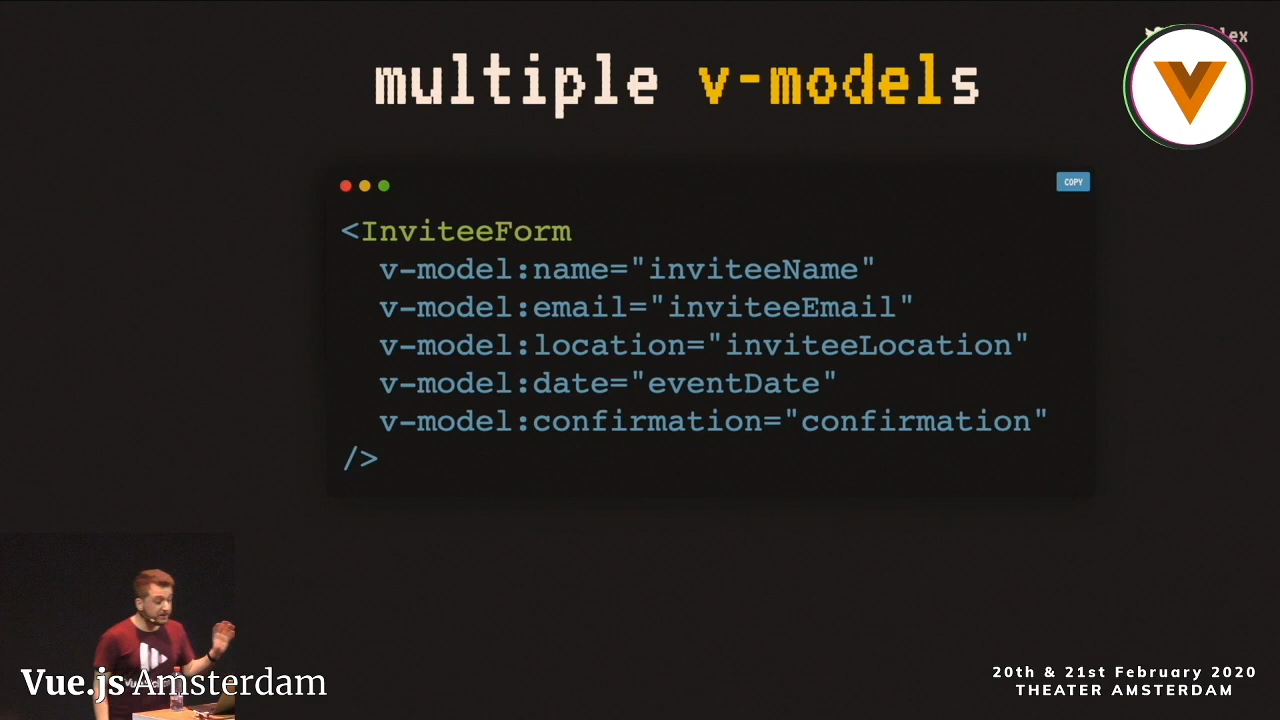 multiple v-models
COPY
<InviteeForm
v-model:name="inviteeName"
v-model:email="inviteeEmail"
v-model:location="inviteeLocation"
v-model:date="eventDate"
v-model:confirmation="confirmation"
/>
Vue.js Amsterdam
20th & 21st February 2020
THEATER AMSTERDAM